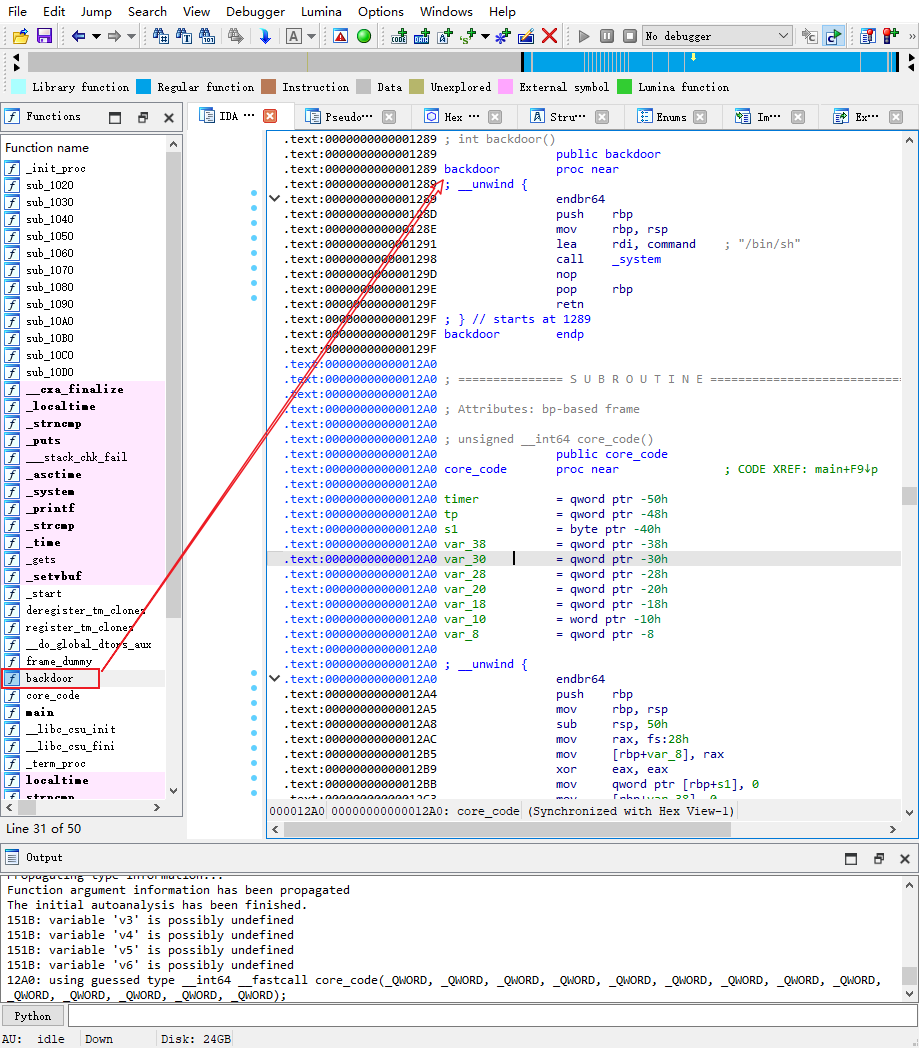 File Edit Jump Search View Debugger Lumina Options Windows Help
No debugger
Library function Regular function Instruction Data Unexplored External symbol Lumina function
Functions
IDA ··· Pseudo··· Hex ··· Stru··· Enums Im··· Ex···
Function name
_init_proc
sub_1020
sub_1030
sub_1040
sub_1050
sub_1060
sub_1070
sub_1080
sub_1090
sub_10A0
sub_10B0
sub_10C0
sub_10D0
__cxa_finalize
_localtime
_strncmp
_puts
___stack_chk_fail
_asctime
_system
_printf
_strcmp
_time
_gets
_setvbuf
_start
deregister_tm_clones
register_tm_clones
__do_global_dtors_aux
frame_dummy
backdoor
core_code
main
__libc_csu_init
__libc_csu_fini
_term_proc
localtime
strncmp
Line 31 of 50
.text:0000000000001289 ; int backdoor()
.text:0000000000001289 public backdoor
.text:0000000000001289 backdoor proc near
.text:0000000000001289 ; __unwind {
.text:0000000000001289 endbr64
.text:000000000000128D push rbp
.text:000000000000128E mov rbp, rsp
.text:0000000000001291 lea rdi, command ; "/bin/sh"
.text:0000000000001298 call _system
.text:000000000000129D nop
.text:000000000000129E pop rbp
.text:000000000000129F retn
.text:000000000000129F ; } // starts at 1289
.text:000000000000129F backdoor endp
.text:000000000000129F
.text:00000000000012A0
.text:00000000000012A0 ; =============== S U B R O U T I N E ===========================
.text:00000000000012A0
.text:00000000000012A0 ; Attributes: bp-based frame
.text:00000000000012A0
.text:00000000000012A0 ; unsigned __int64 core_code()
.text:00000000000012A0 public core_code
.text:00000000000012A0 core_code proc near ; CODE XREF: main+F9↓p
.text:00000000000012A0
.text:00000000000012A0 timer = qword ptr -50h
.text:00000000000012A0 tp = qword ptr -48h
.text:00000000000012A0 s1 = byte ptr -40h
.text:00000000000012A0 var_38 = qword ptr -38h
.text:00000000000012A0 var_30 = qword ptr -30h
.text:00000000000012A0 var_28 = qword ptr -28h
.text:00000000000012A0 var_20 = qword ptr -20h
.text:00000000000012A0 var_18 = qword ptr -18h
.text:00000000000012A0 var_10 = word ptr -10h
.text:00000000000012A0 var_8 = qword ptr -8
.text:00000000000012A0
.text:00000000000012A0 ; __unwind {
.text:00000000000012A0 endbr64
.text:00000000000012A4 push rbp
.text:00000000000012A5 mov rbp, rsp
.text:00000000000012A8 sub rsp, 50h
.text:00000000000012AC mov rax, fs:28h
.text:00000000000012B5 mov [rbp+var_8], rax
.text:00000000000012B9 xor eax, eax
.text:00000000000012BB mov qword ptr [rbp+s1], 0
.text:00000000000012C3 mov [rbp+var_38], 0
000012A0 00000000000012A0: core_code (Synchronized with Hex View-1)
Output
Propagating type information...
Function argument information has been propagated
The initial autoanalysis has been finished.
151B: variable 'v3' is possibly undefined
151B: variable 'v4' is possibly undefined
151B: variable 'v5' is possibly undefined
151B: variable 'v6' is possibly undefined
12A0: using guessed type __int64 __fastcall core_code(_QWORD, _QWORD, _QWORD, _QWORD, _QWORD, _QWORD, _QWORD, _QWORD, _QWORD,
_QWORD, _QWORD, _QWORD, _QWORD, _QWORD);
Python
AU: idle Down Disk: 24GB